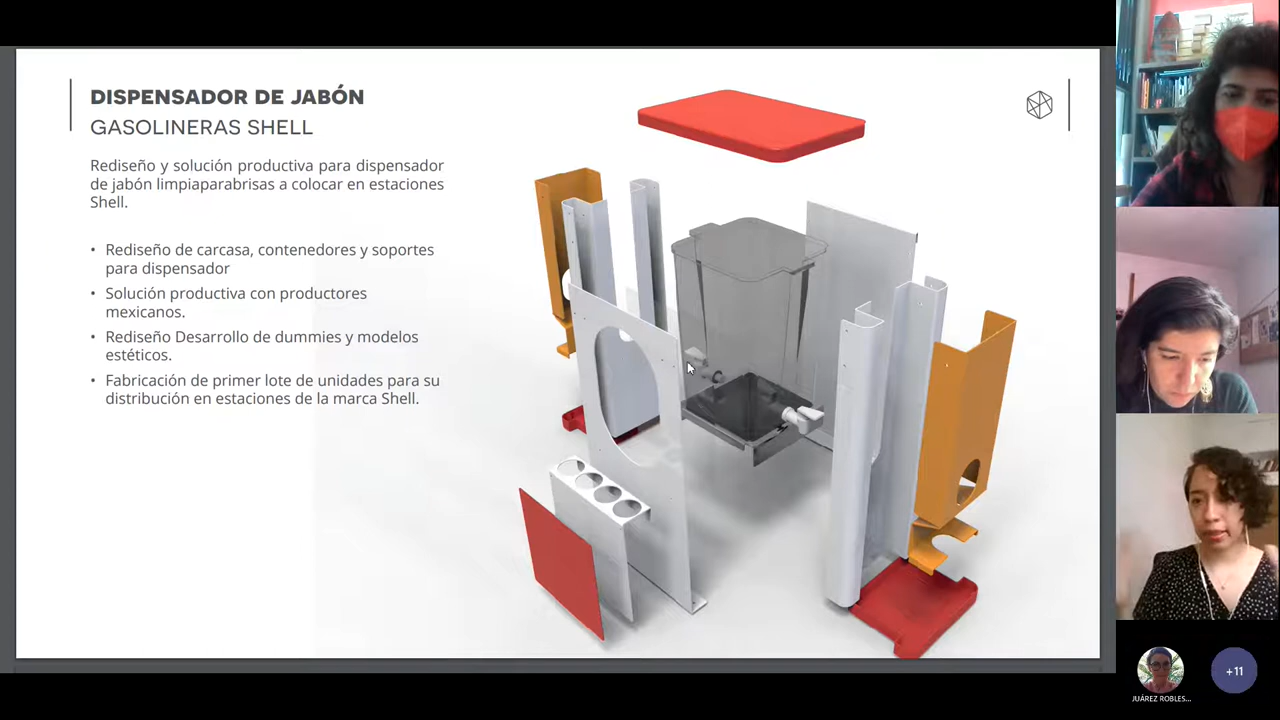 DISPENSADOR DE JABÓN
GASOLINERAS SHELL
Rediseño y solución productiva para dispensador
de jabón limpiaparabrisas a colocar en estaciones
Shell.
• Rediseño de carcasa, contenedores y soportes
para dispensador
• Solución productiva con productores
mexicanos.
• Rediseño Desarrollo de dummies y modelos
estéticos.
• Fabricación de primer lote de unidades para su
distribución en estaciones de la marca Shell.
JUÁREZ ROBLES...
+11